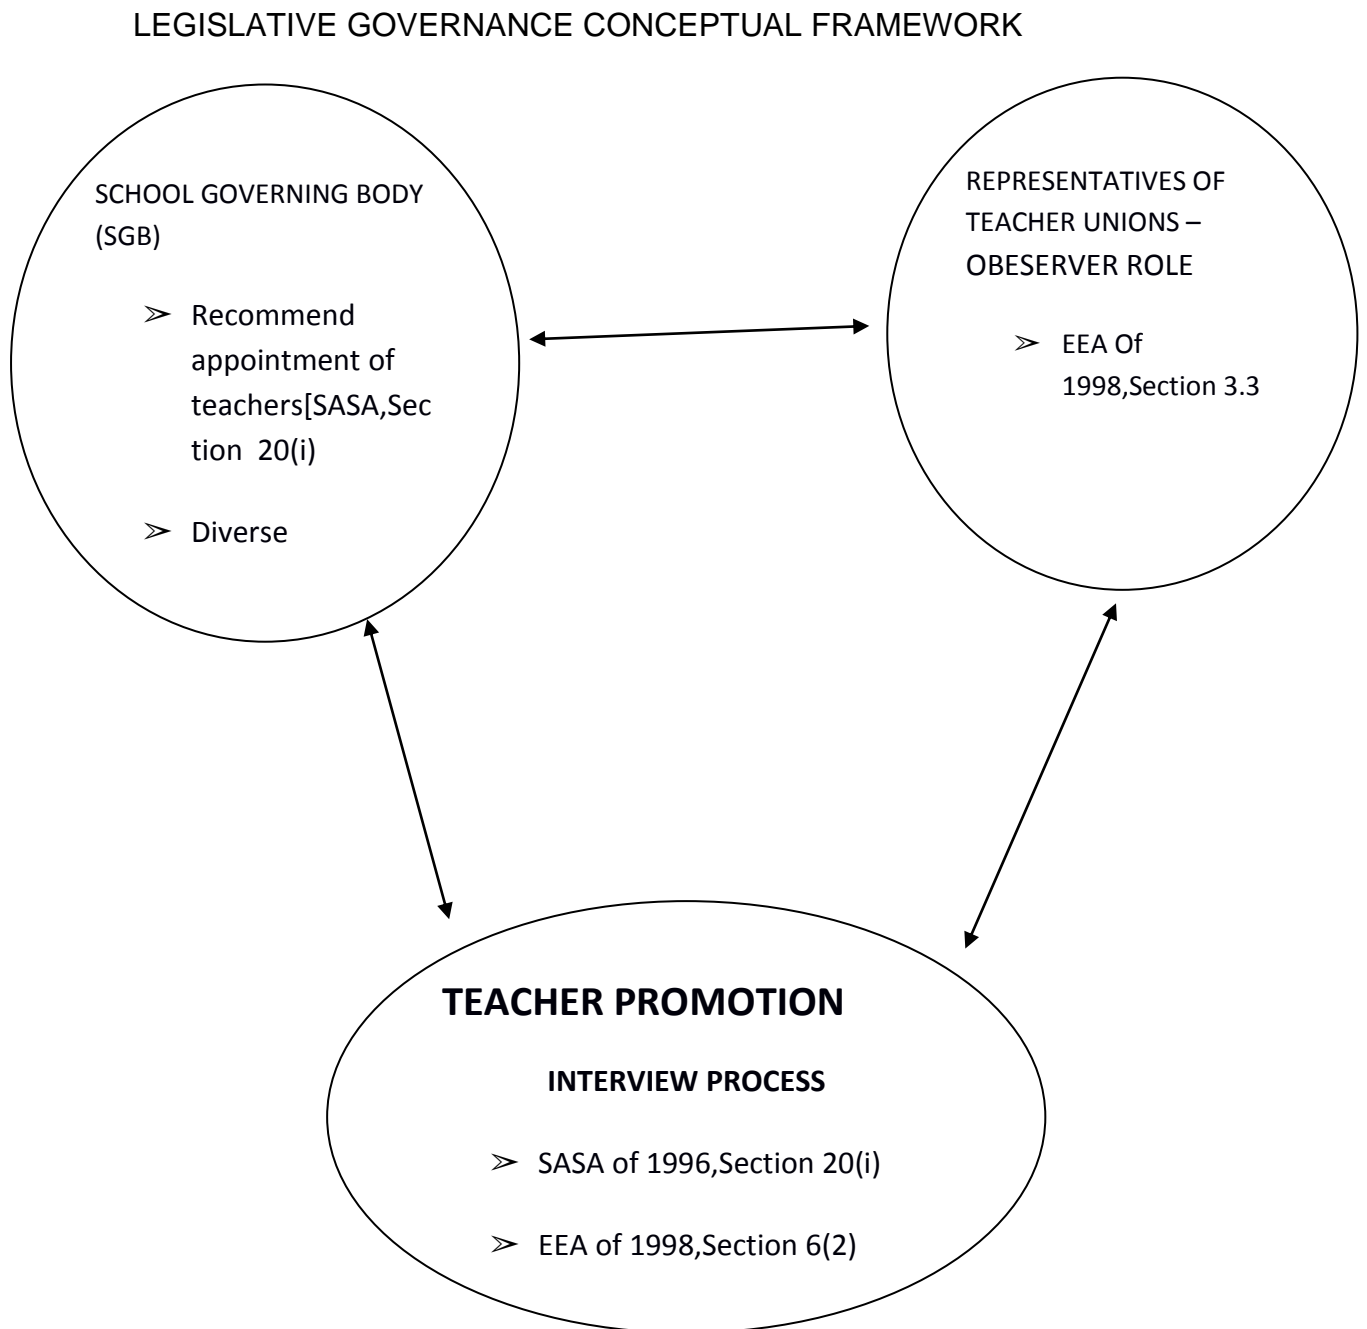 LEGISLATIVE GOVERNANCE CONCEPTUAL FRAMEWORK
SCHOOL GOVERNING BODY
(SGB)
➢ Recommend
appointment of
teachers[SASA,Sec
tion 20(i)
➢ Diverse
REPRESENTATIVES OF
TEACHER UNIONS –
OBESERVER ROLE
➢ EEA Of
1998,Section 3.3
TEACHER PROMOTION
INTERVIEW PROCESS
➢ SASA of 1996,Section 20(i)
➢ EEA of 1998,Section 6(2)